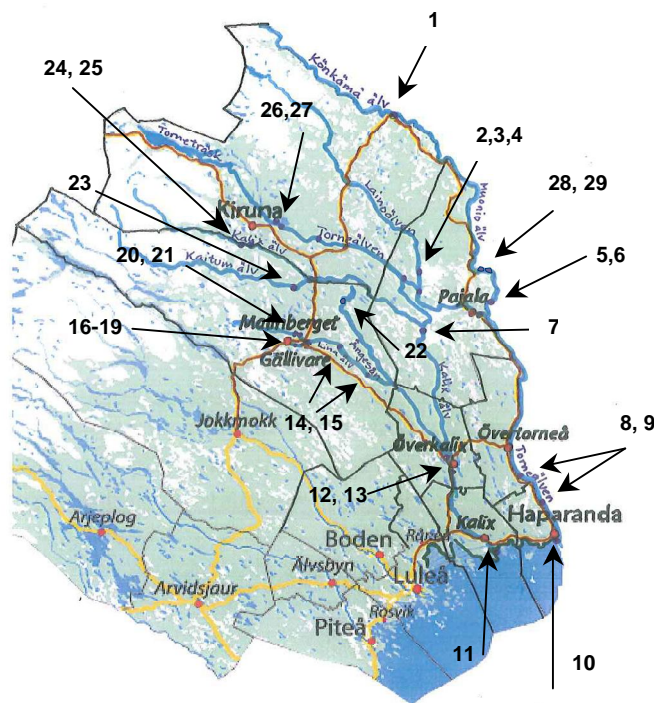 1
Könkämä älv
24, 25
26,27
2,3,4
Torneträsk
Lainioälven
Muonio älv
28, 29
23
Kiruna
Kalix älv
Torneälven
5,6
20, 21
Kaitum älv
Pajala
16-19
Malmberget
22
7
Gällivare
Linaälv
Ängesån
Kalix älv
14, 15
Jokkmokk
8, 9
Överkalix
Övertorneå
Torneälven
12, 13
Arjeplog
Haparanda
Boden
Råneå
Kalix
Älvsbyn
Arvidsjaur
Luleå
Rosvik
Piteå
11
10